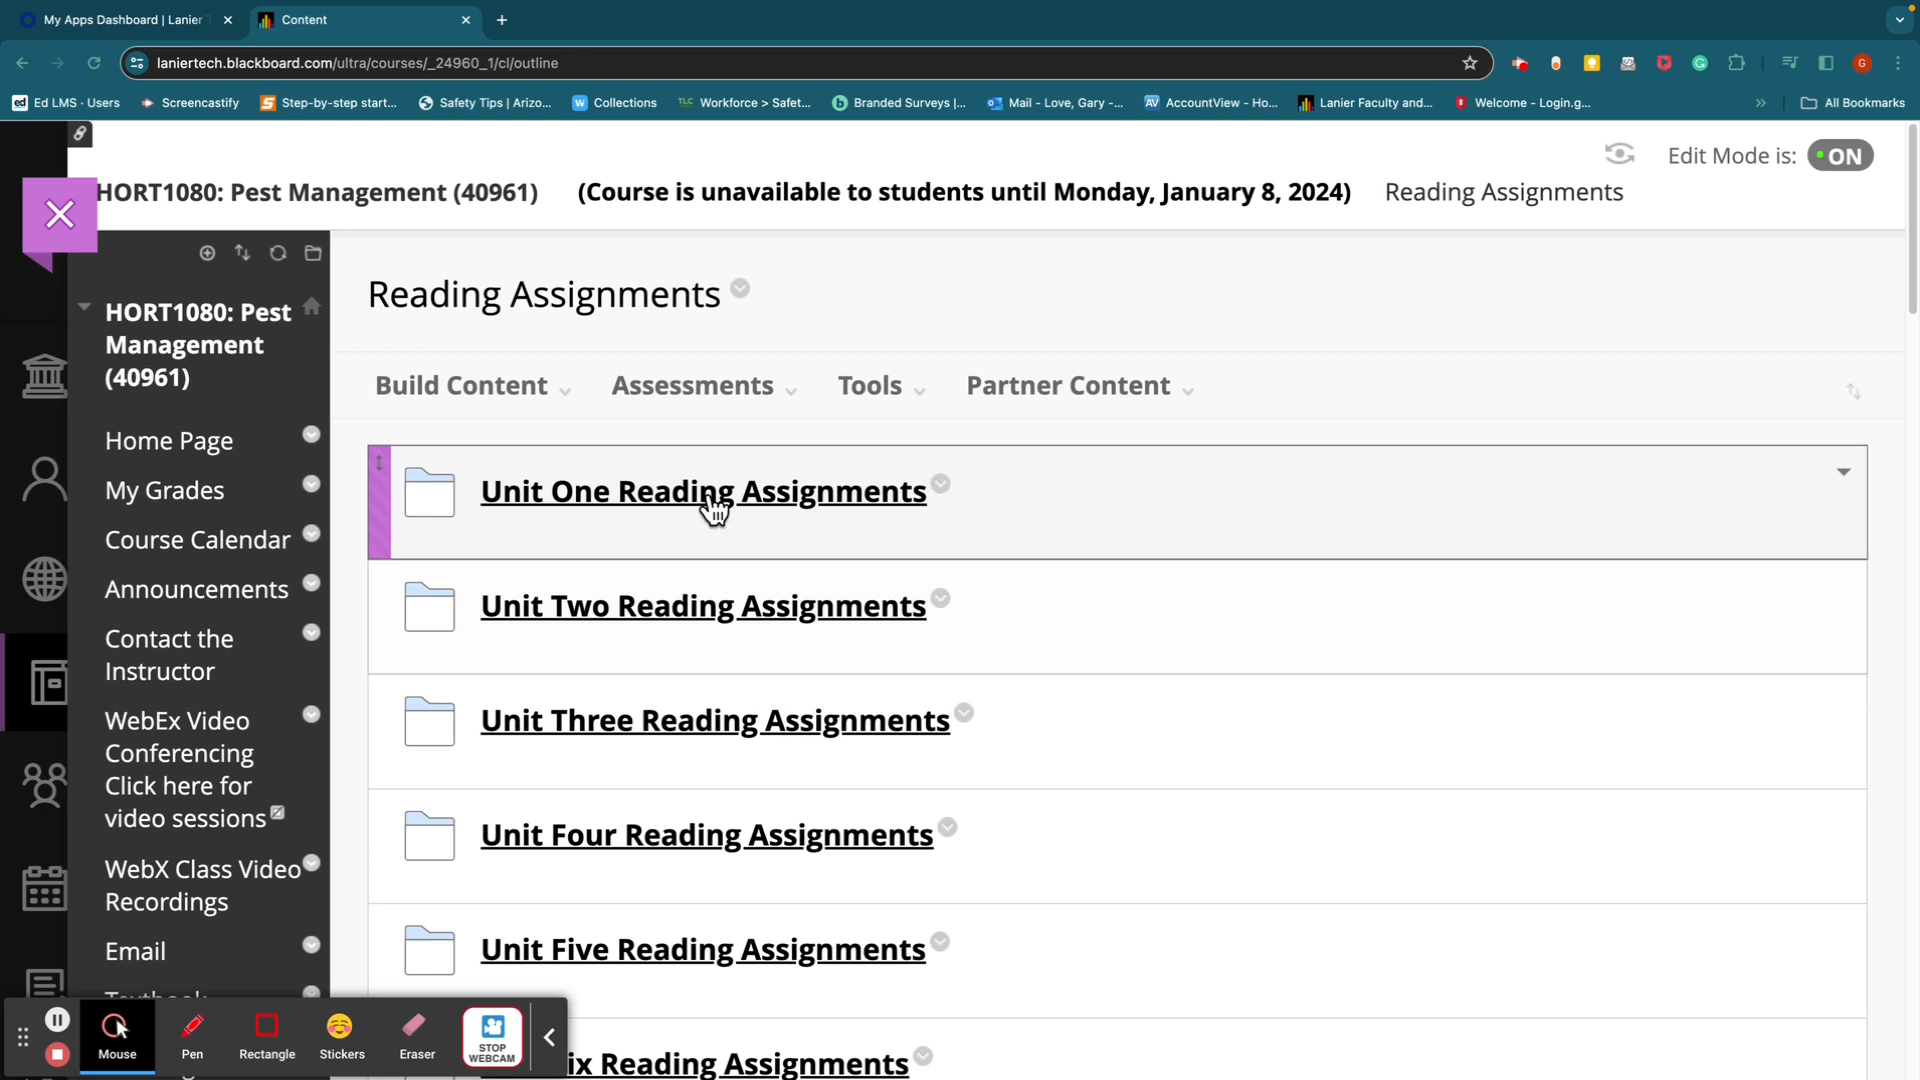 My Apps Dashboard | Lanier
Content
laniertech.blackboard.com/ultra/courses/_24960_1/cl/outline
Ed LMS - Users
Screencastify
Step-by-step start...
Safety Tips | Arizo...
Collections
TLC Workforce > Safet...
Branded Surveys |...
Mail - Love, Gary -...
AV AccountView - Ho...
Lanier Faculty and...
Welcome - Login.g...
All Bookmarks
Edit Mode is: ON
HORT1080: Pest Management (40961) (Course is unavailable to students until Monday, January 8, 2024) Reading Assignments
HORT1080: Pest
Management
(40961)
Home Page
My Grades
Course Calendar
Announcements
Contact the
Instructor
WebEx Video
Conferencing
Click here for
video sessions
WebX Class Video
Recordings
Email
Reading Assignments
Build Content
Assessments
Tools
Partner Content
Unit One Reading Assignments
Unit Two Reading Assignments
Unit Three Reading Assignments
Unit Four Reading Assignments
Unit Five Reading Assignments
ix Reading Assignments
Mouse
Pen
Rectangle
Stickers
Eraser
STOP
WEBCAM